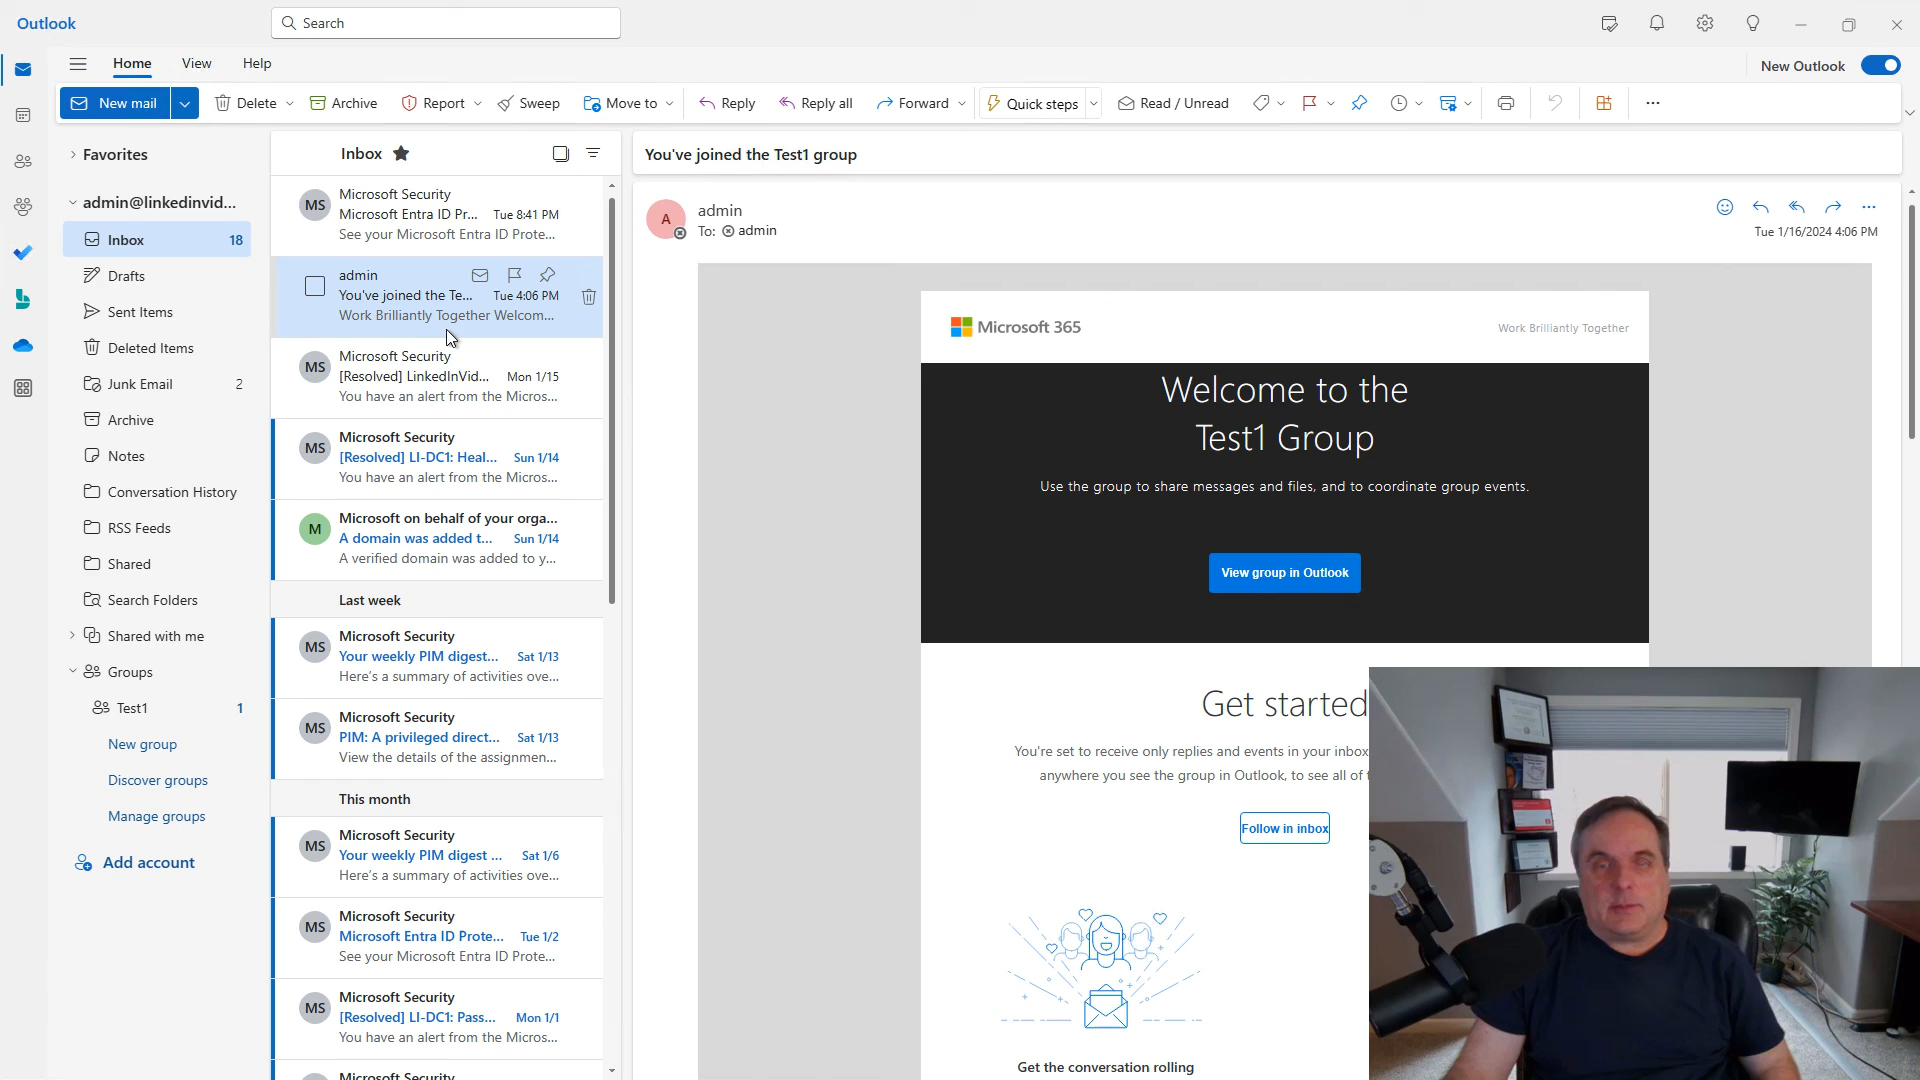 Outlook
Search
Home
View
Help
New Outlook
New mail
Delete
Archive
Report
Sweep
Move to
Reply
Reply all
Forward
Quick steps
Read / Unread
Favorites
admin@linkedinvid...
Inbox 18
Drafts
Sent Items
Deleted Items
Junk Email 2
Archive
Notes
Conversation History
RSS Feeds
Shared
Search Folders
Shared with me
Groups
Test1 1
New group
Discover groups
Manage groups
Add account
Inbox
MS
Microsoft Security
Microsoft Entra ID Pr... Tue 8:41 PM
See your Microsoft Entra ID Prote...
admin
You've joined the Te... Tue 4:06 PM
Work Brilliantly Together Welcom...
MS
Microsoft Security
[Resolved] LinkedInVid... Mon 1/15
You have an alert from the Micros...
MS
Microsoft Security
[Resolved] LI-DC1: Heal... Sun 1/14
You have an alert from the Micros...
M
Microsoft on behalf of your orga...
A domain was added t... Sun 1/14
A verified domain was added to y...
Last week
MS
Microsoft Security
Your weekly PIM digest... Sat 1/13
Here's a summary of activities ove...
MS
Microsoft Security
PIM: A privileged direct... Sat 1/13
View the details of the assignmen...
This month
MS
Microsoft Security
Your weekly PIM digest ... Sat 1/6
Here's a summary of activities ove...
MS
Microsoft Security
Microsoft Entra ID Prote... Tue 1/2
See your Microsoft Entra ID Prote...
MS
Microsoft Security
[Resolved] LI-DC1: Pass... Mon 1/1
You have an alert from the Micros...
Microsoft Security
You've joined the Test1 group
A
admin
To: admin
Tue 1/16/2024 4:06 PM
Microsoft 365
Work Brilliantly Together
Welcome to the
Test1 Group
Use the group to share messages and files, and to coordinate group events.
View group in Outlook
Get started
You're set to receive only replies and events in your inbox
anywhere you see the group in Outlook, to see all of t
Follow in inbox
Get the conversation rolling